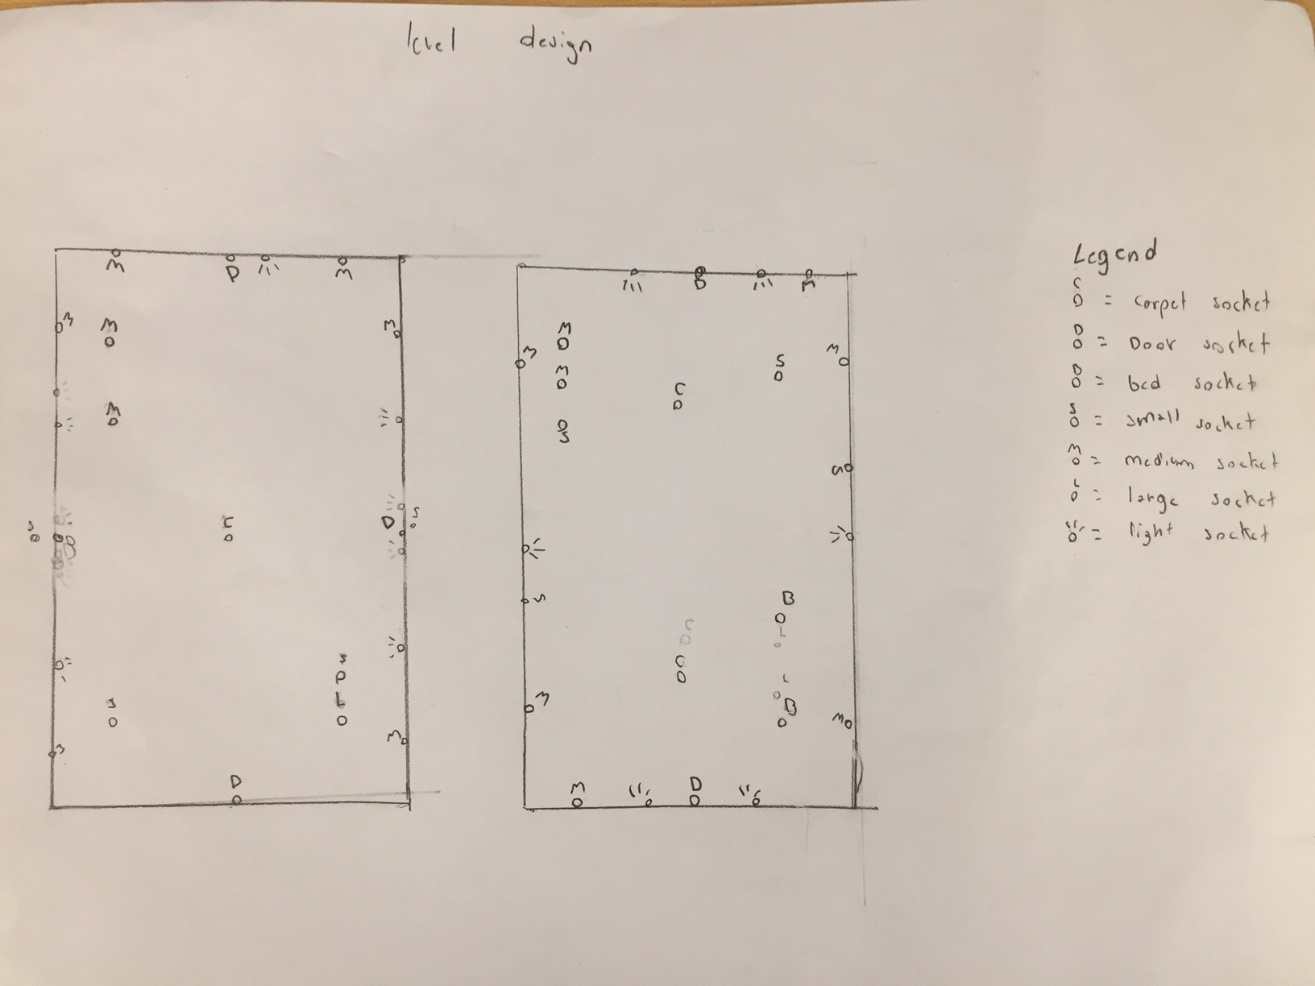 level design
M
D
M
M
M
M
M
M
S
D
S
M
M
D
B
M
M
M
M
M
S
C
S
S
S
B
C
L
B
M
M
M
D
Legend
C
O = carpet socket
D
O = Door socket
O = bed socket
S
O = small socket
M
O = medium socket
L
O = large socket
O = light socket